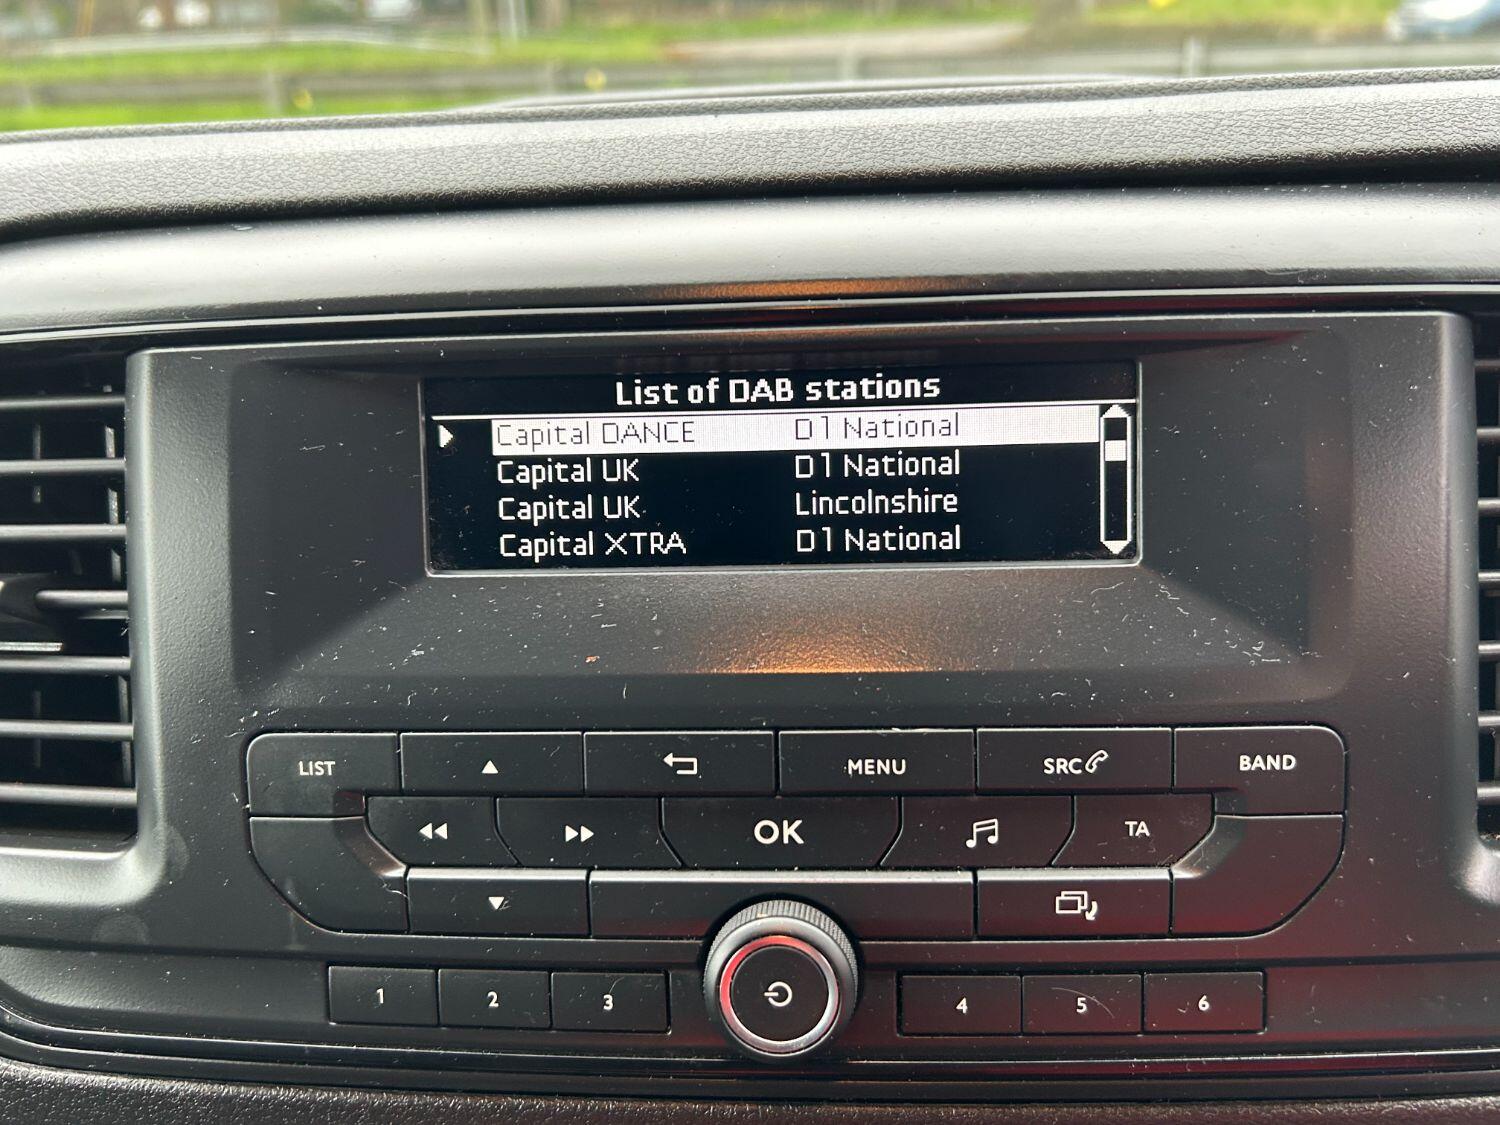 List of DAB stations
Capital DANCE D1 National
Capital UK D1 National
Capital UK Lincolnshire
Capital XTRA D1 National
LIST MENU SRC BAND
OK TA
1 2 3 4 5 6